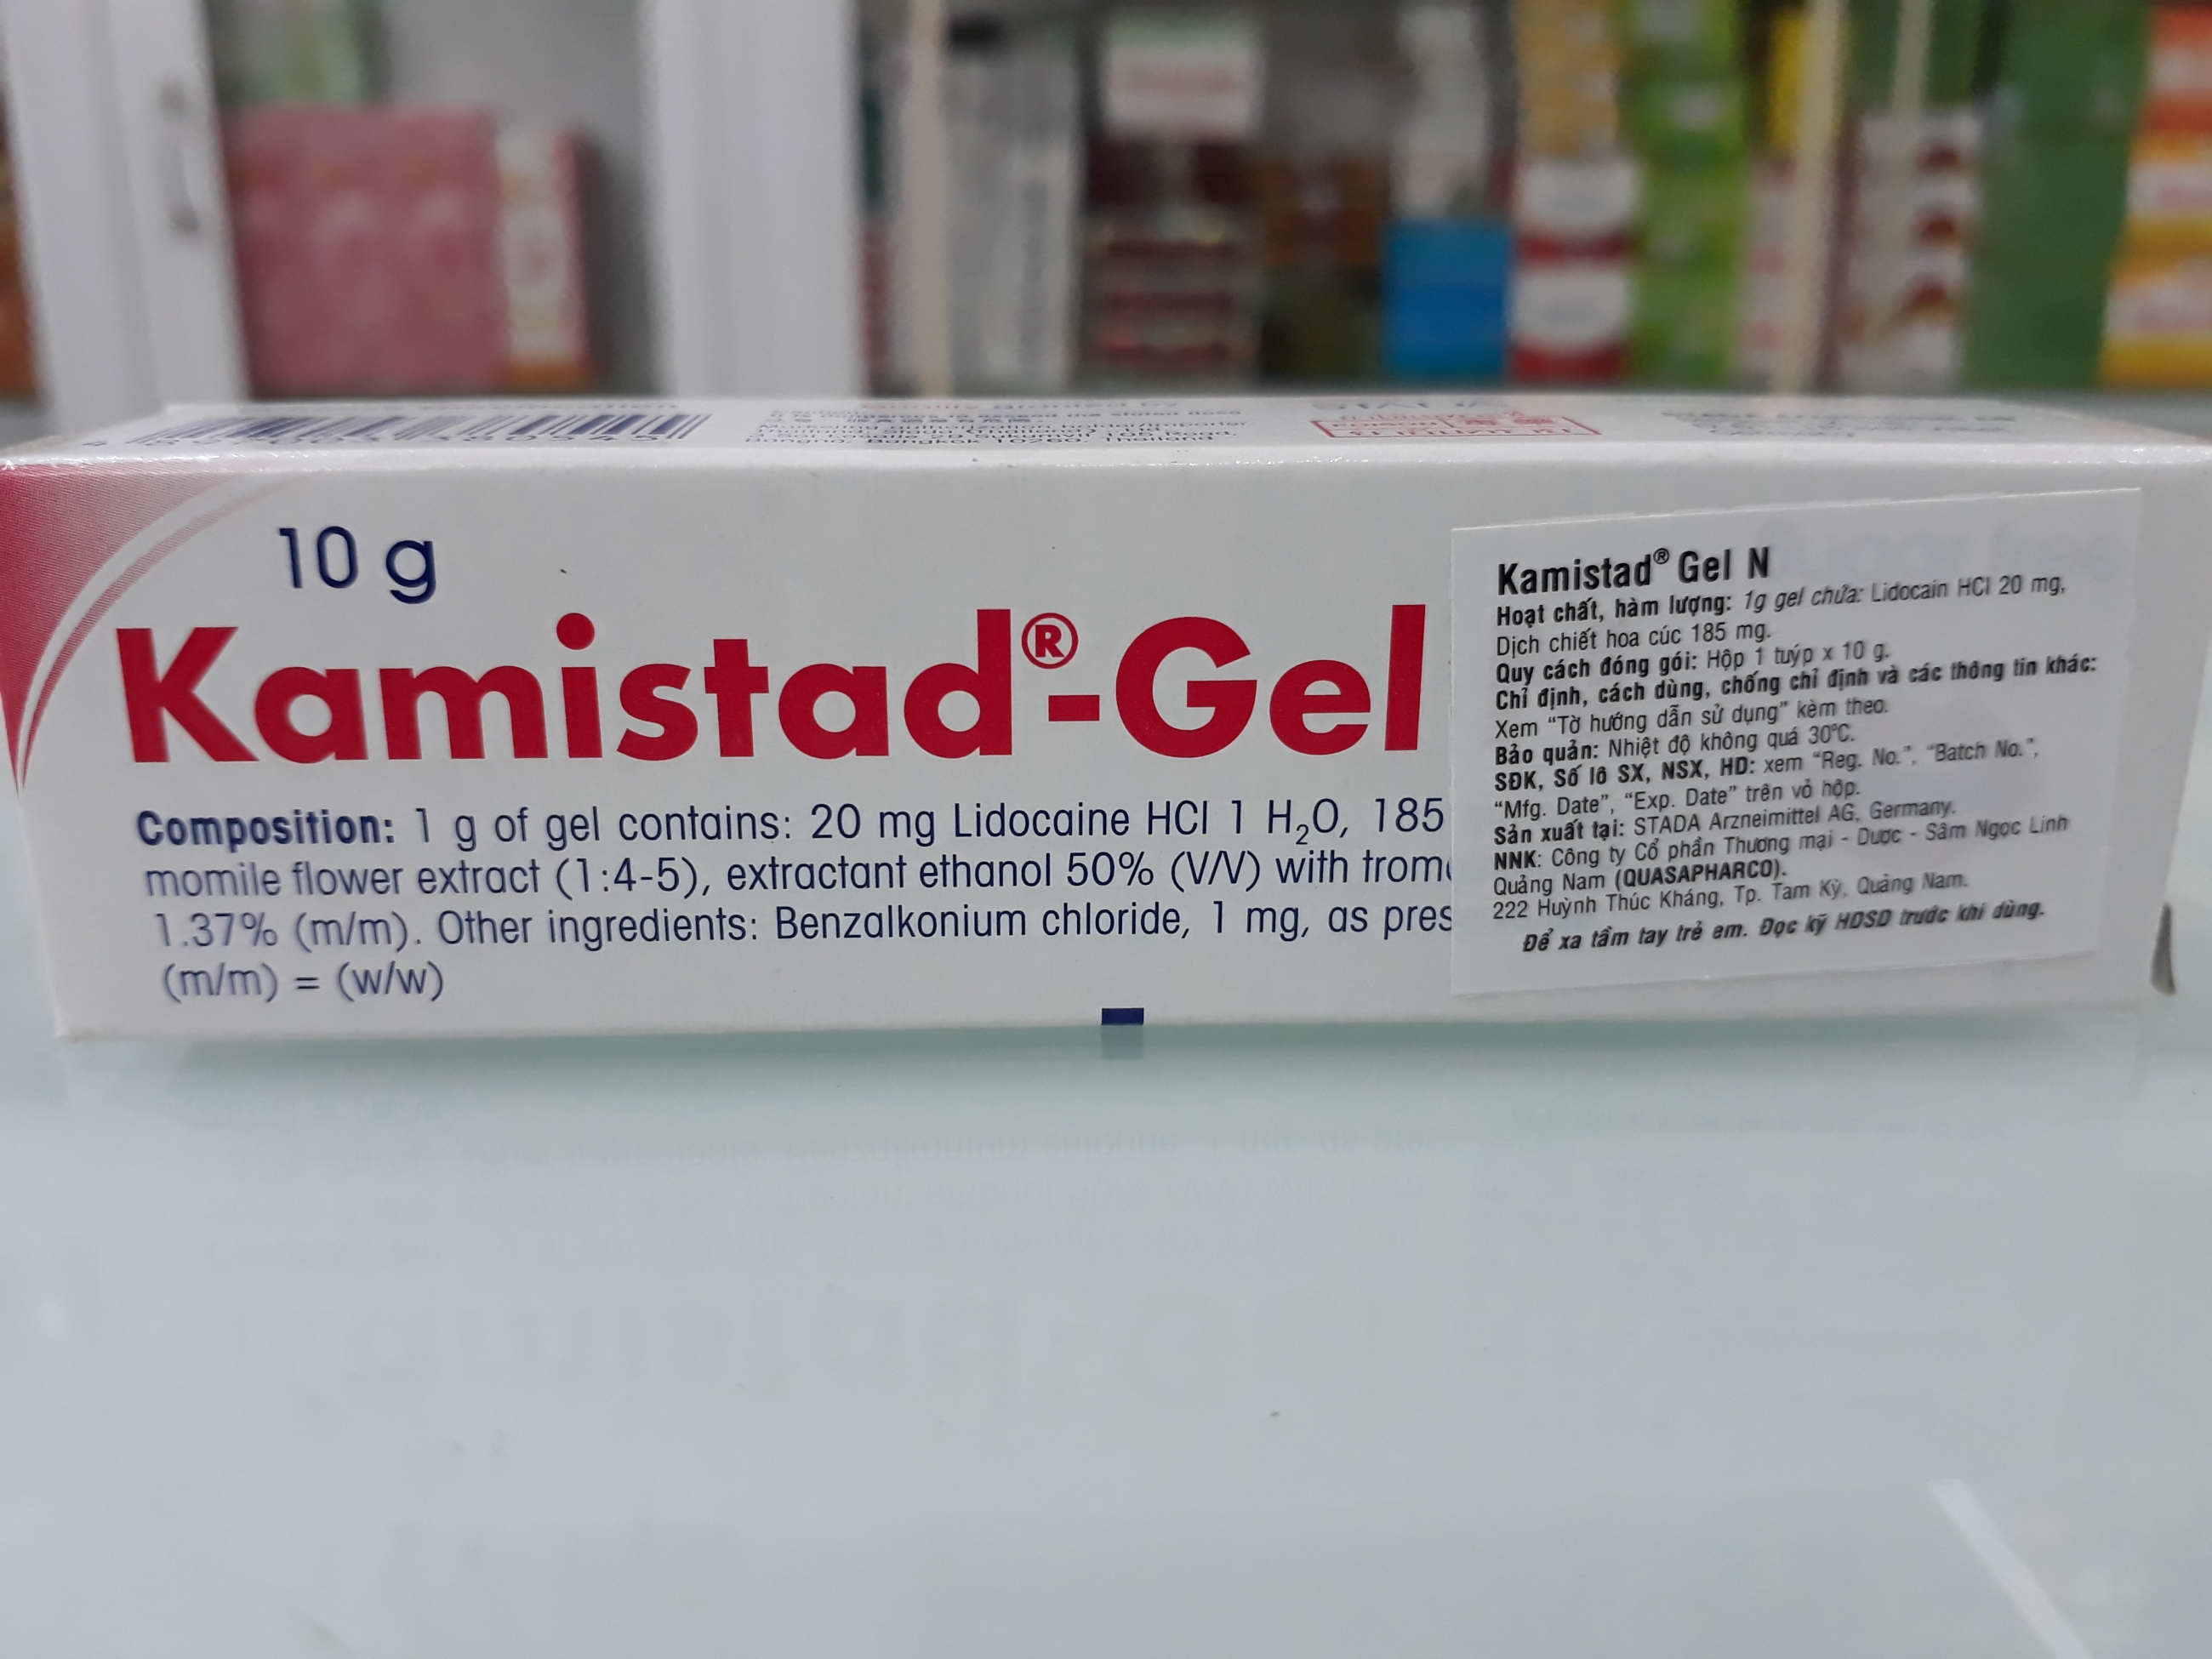 10 g
Kamistad®-Gel
Composition: 1 g of gel contains: 20 mg Lidocaine HCl 1 H₂O, 185
momile flower extract (1:4-5), extractant ethanol 50% (V/V) with trom
1.37% (m/m). Other ingredients: Benzalkonium chloride, 1 mg, as pres
(m/m) = (w/w)
Kamistad® Gel N
Hoạt chất, hàm lượng: 1g gel chứa: Lidocain HCl 20 mg,
Dịch chiết hoa cúc 185 mg.
Quy cách đóng gói: Hộp 1 tuýp x 10 g.
Chỉ định, cách dùng, chống chỉ định và các thông tin khác:
Xem “Tờ hướng dẫn sử dụng” kèm theo.
Bảo quản: Nhiệt độ không quá 30°C.
SĐK, Số lô SX, NSX, HD: xem “Reg. No.”, “Batch No.”,
“Mfg. Date”, “Exp. Date” trên vỏ hộp.
Sản xuất tại: STADA Arzneimittel AG, Germany.
NNK: Công ty Cổ phần Thương mại - Dược - Sâm Ngọc Linh
Quảng Nam (QUASAPHARCO).
222 Huỳnh Thúc Kháng, Tp. Tam Kỳ, Quảng Nam.
Để xa tầm tay trẻ em. Đọc kỹ HDSD trước khi dùng.